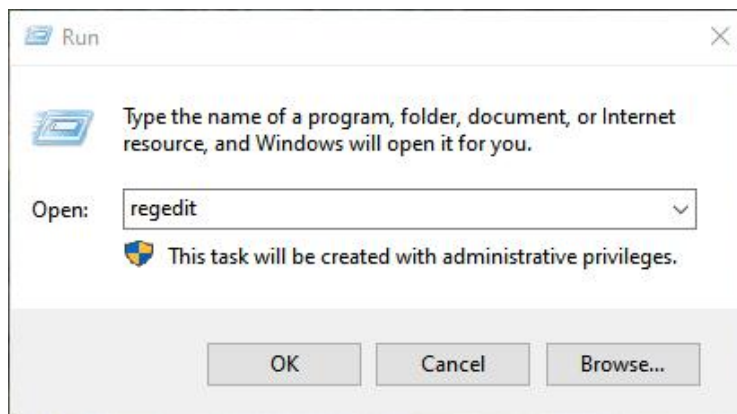 Run
Type the name of a program, folder, document, or Internet
resource, and Windows will open it for you.
Open: regedit
This task will be created with administrative privileges.
OK Cancel Browse...